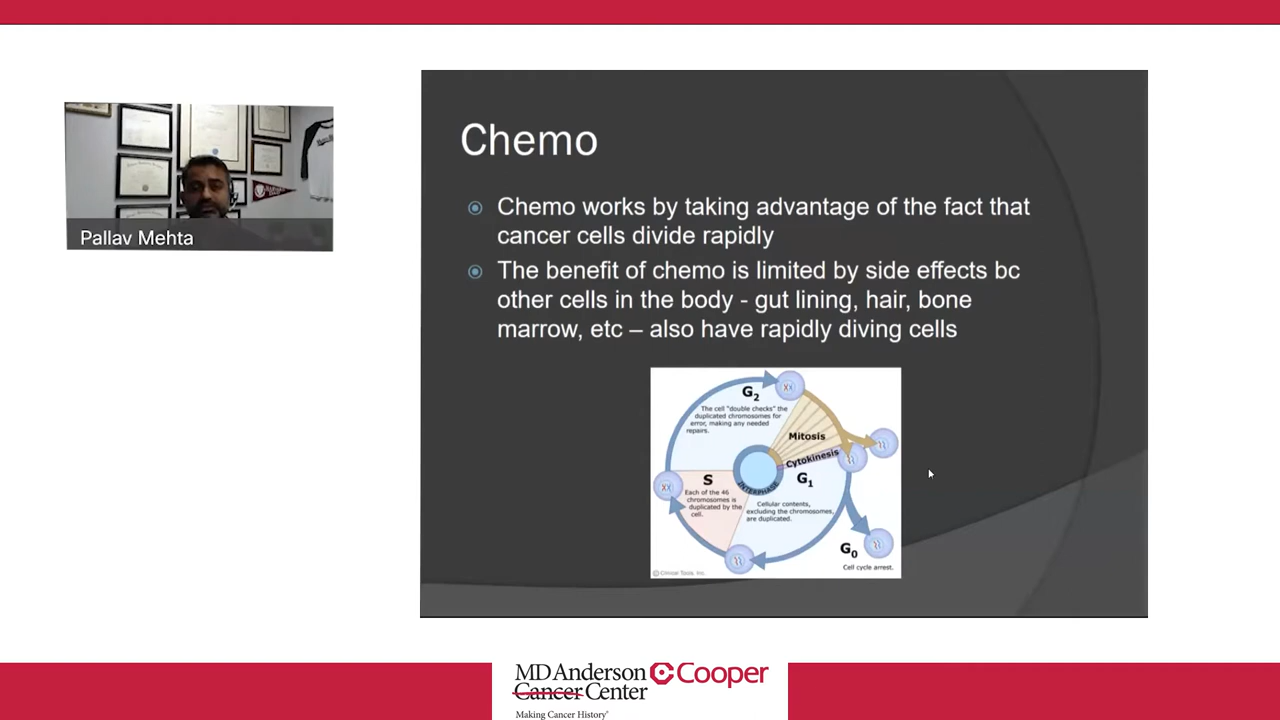 Pallav Mehta
Chemo
Chemo works by taking advantage of the fact that
cancer cells divide rapidly
The benefit of chemo is limited by side effects bc
other cells in the body - gut lining, hair, bone
marrow, etc – also have rapidly diving cells
G2
The cell "double checks" the
duplicated chromosomes for
error, making any needed
repairs.
Mitosis
Cytokinesis
INTERPHASE
S
Each of the 46
chromosomes is
duplicated by the
cell.
G1
Cellular contents,
excluding the chromosomes,
are duplicated.
G0
Cell cycle arrest.
MD Anderson
Cancer Center
Cooper
Making Cancer History®